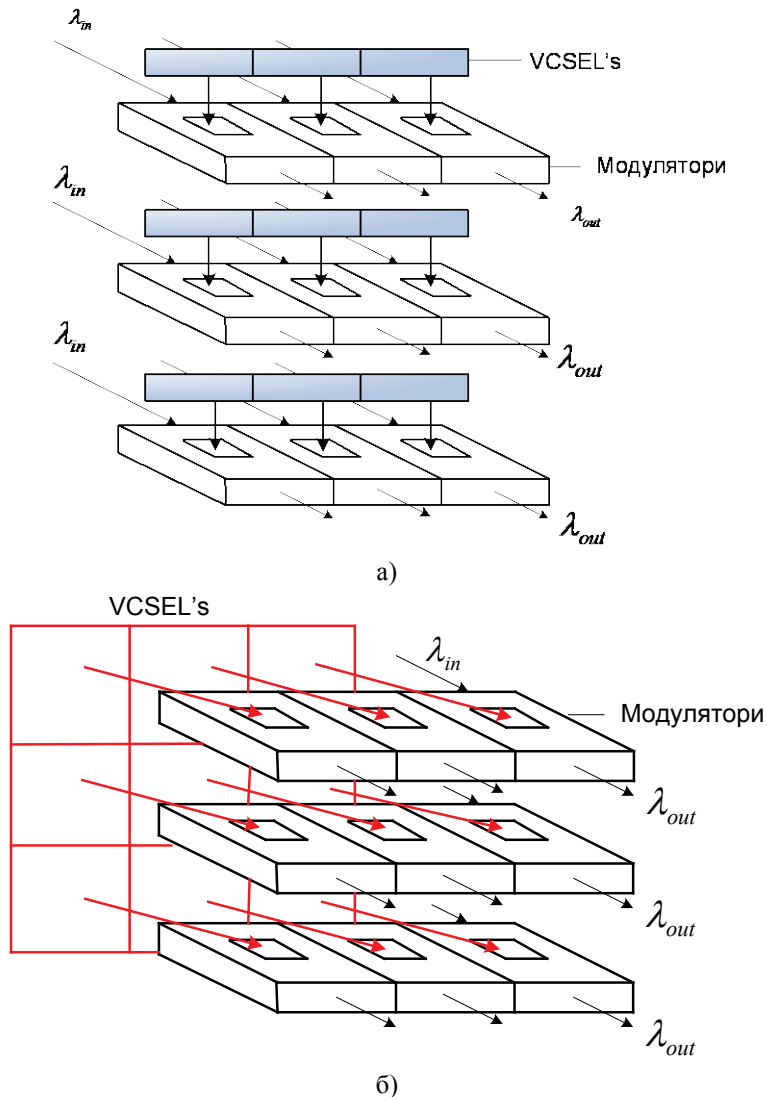 λin
VCSEL's
Модулятори
λin
λout
λin
λout
λout
а)
VCSEL's
λin
Модулятори
λout
λout
λout
б)